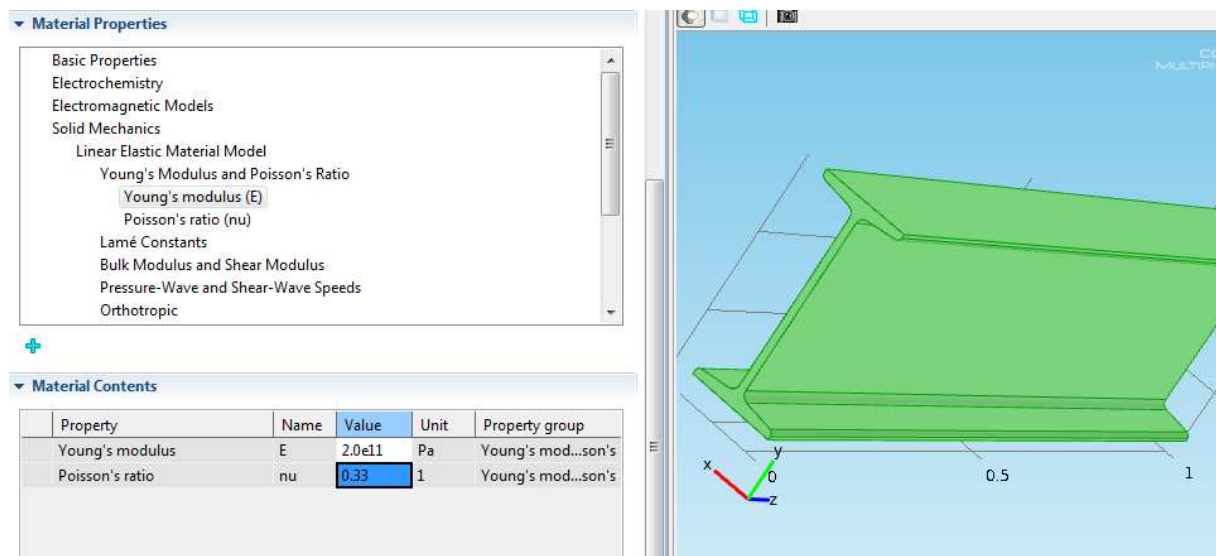 Material Properties
Basic Properties
Electrochemistry
Electromagnetic Models
Solid Mechanics
Linear Elastic Material Model
Young's Modulus and Poisson's Ratio
Young's modulus (E)
Poisson's ratio (nu)
Lamé Constants
Bulk Modulus and Shear Modulus
Pressure-Wave and Shear-Wave Speeds
Orthotropic
Material Contents
Property Name Value Unit Property group
Young's modulus E 2.0e11 Pa Young's mod...son's
Poisson's ratio nu 0.33 1 Young's mod...son's
CO
MULTIPH
x y z
0 0.5 1